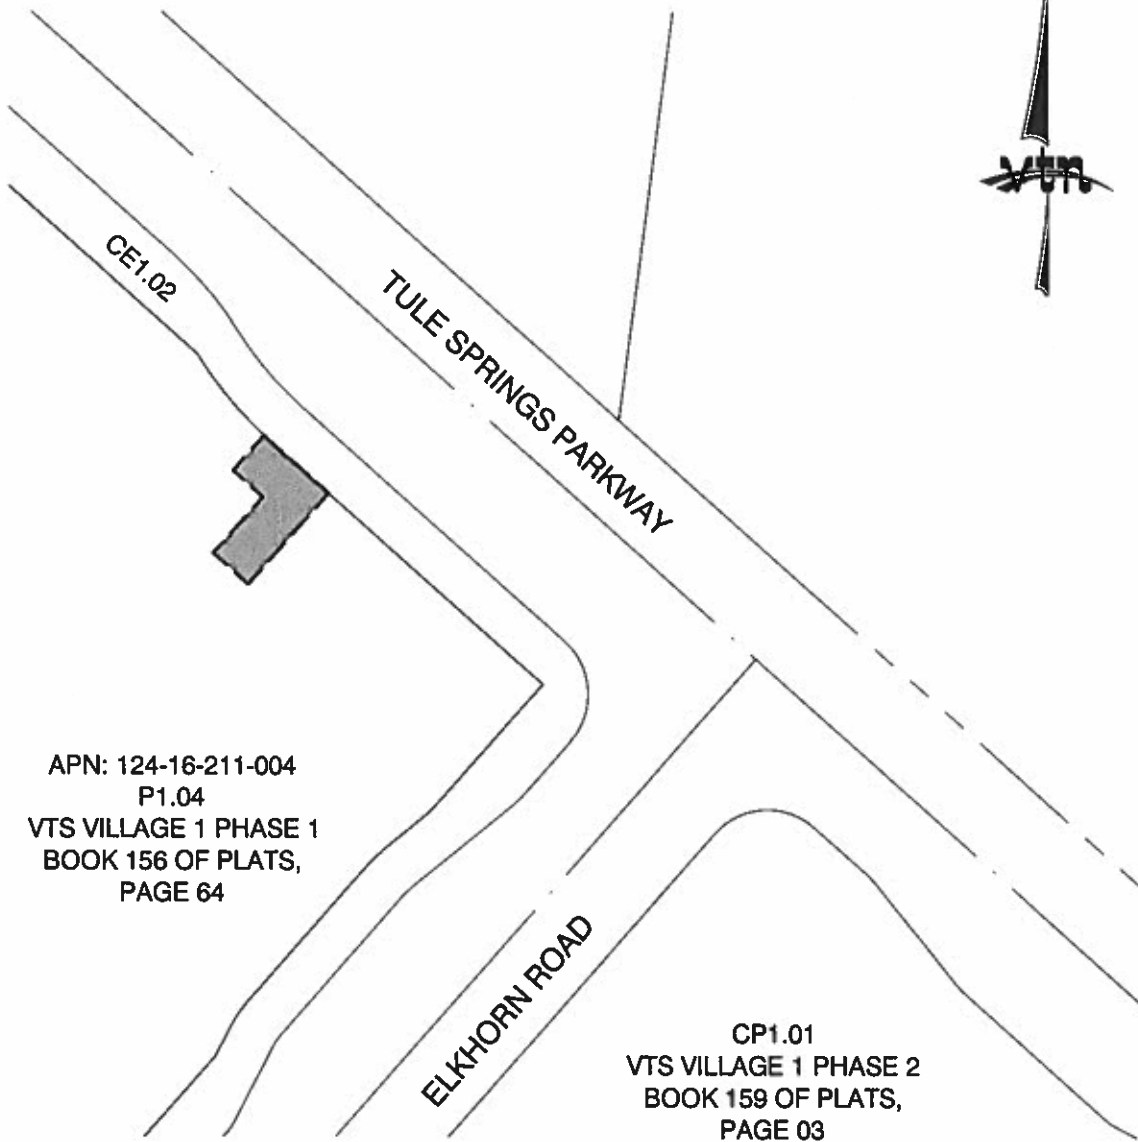 vtn
CE1.02
TULE SPRINGS PARKWAY
APN: 124-16-211-004
P1.04
VTS VILLAGE 1 PHASE 1
BOOK 156 OF PLATS,
PAGE 64
ELKHORN ROAD
CP1.01
VTS VILLAGE 1 PHASE 2
BOOK 159 OF PLATS,
PAGE 03